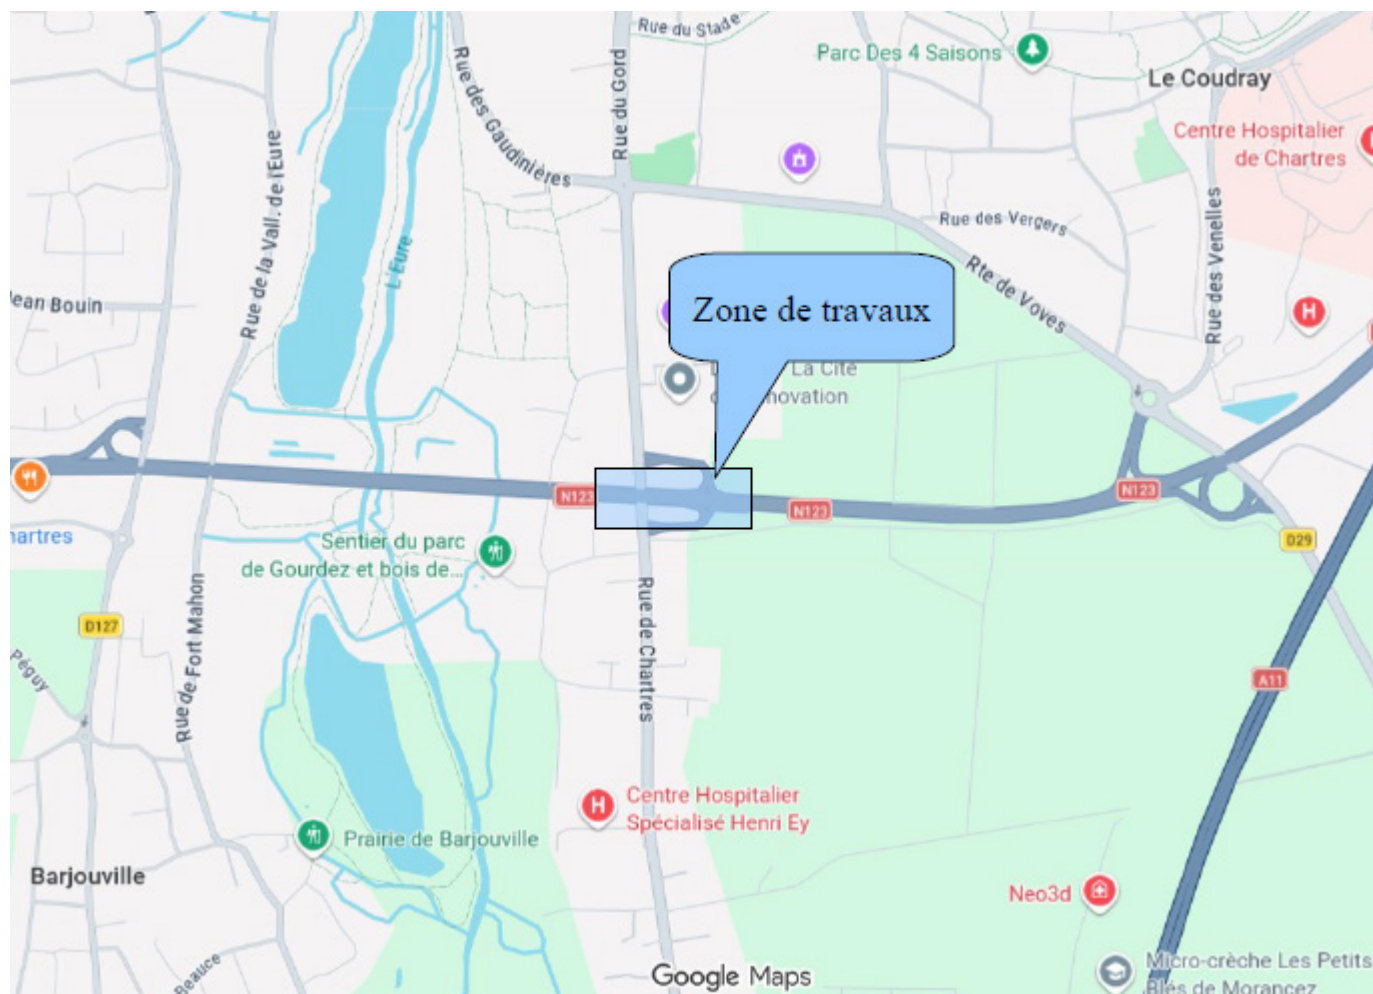 Rue du Stade
Parc Des 4 Saisons
Le Coudray
Rue des Gaudinières
Rue du Gord
Centre Hospitalier
de Chartres
Rue de la Vall. de l'Eure
L'Eure
Rue des Vergers
Rue des Venelles
Rte de Voves
ean Bouin
Zone de travaux
La Cité
novation
N123
N123
N123
hartres
Sentier du parc
de Gourdez et bois de...
D29
D127
Péguy
Rue de Fort Mahon
Rue de Chartres
A11
Centre Hospitalier
Spécialisé Henri Ey
Prairie de Barjouville
Barjouville
Neo3d
Beauce
Google Maps
Micro-crèche Les Petits
Blés de Morancez